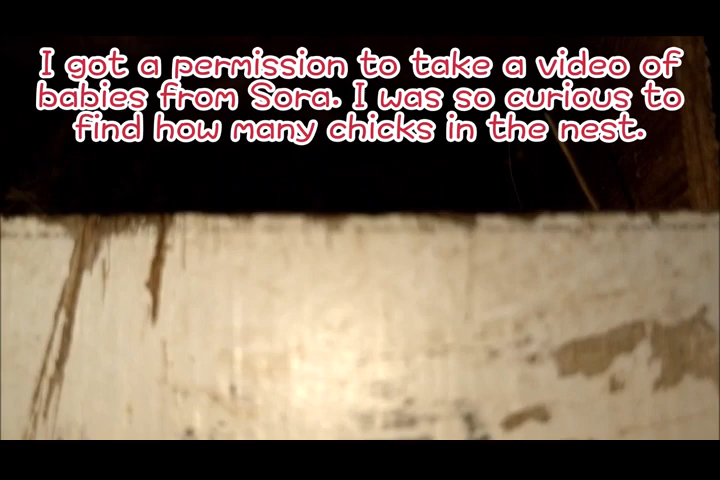 I got a permission to take a video of
babies from Sora. I was so curious to
find how many chicks in the nest.